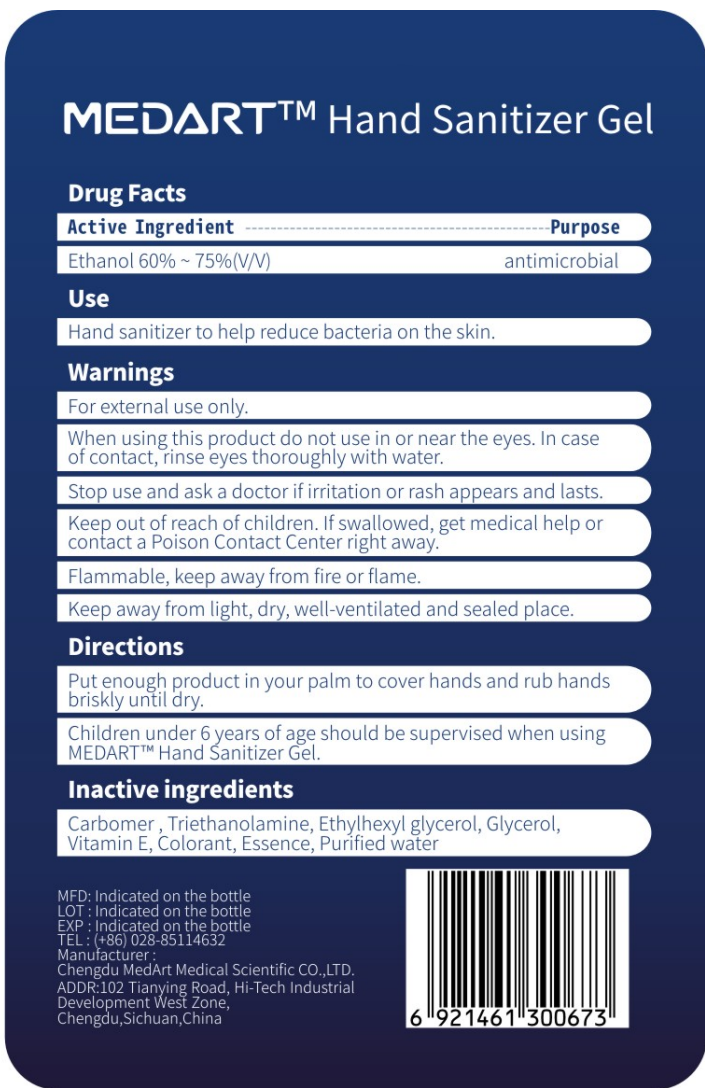 MEDART™ Hand Sanitizer Gel
Drug Facts
Active Ingredient ------------------------------------------------Purpose
Ethanol 60% ~ 75%(V/V) antimicrobial
Use
Hand sanitizer to help reduce bacteria on the skin.
Warnings
For external use only.
When using this product do not use in or near the eyes. In case
of contact, rinse eyes thoroughly with water.
Stop use and ask a doctor if irritation or rash appears and lasts.
Keep out of reach of children. If swallowed, get medical help or
contact a Poison Contact Center right away.
Flammable, keep away from fire or flame.
Keep away from light, dry, well-ventilated and sealed place.
Directions
Put enough product in your palm to cover hands and rub hands
briskly until dry.
Children under 6 years of age should be supervised when using
MEDART™ Hand Sanitizer Gel.
Inactive ingredients
Carbomer , Triethanolamine, Ethylhexyl glycerol, Glycerol,
Vitamin E, Colorant, Essence, Purified water
MFD: Indicated on the bottle
LOT : Indicated on the bottle
EXP : Indicated on the bottle
TEL : (+86) 028-85114632
Manufacturer :
Chengdu MedArt Medical Scientific CO.,LTD.
ADDR:102 Tianying Road, Hi-Tech Industrial
Development West Zone,
Chengdu,Sichuan,China
6 921461 300673